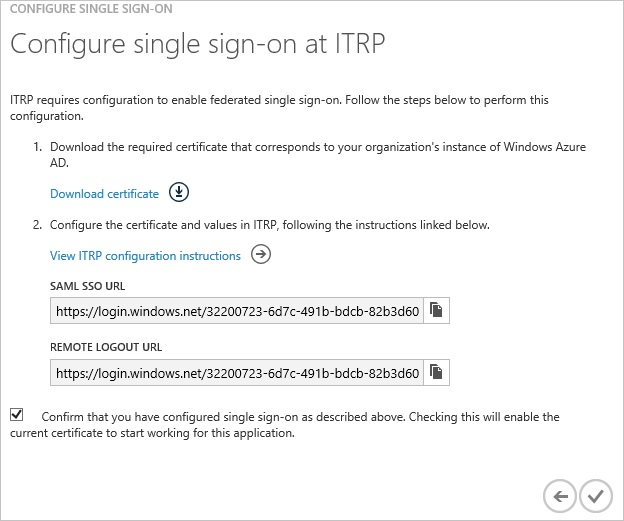 CONFIGURE SINGLE SIGN-ON
Configure single sign-on at ITRP
ITRP requires configuration to enable federated single sign-on. Follow the steps below to perform this
configuration.
1. Download the required certificate that corresponds to your organization's instance of Windows Azure
AD.
Download certificate
2. Configure the certificate and values in ITRP, following the instructions linked below.
View ITRP configuration instructions
SAML SSO URL
https://login.windows.net/32200723-6d7c-491b-bdcb-82b3d60
REMOTE LOGOUT URL
https://login.windows.net/32200723-6d7c-491b-bdcb-82b3d60
Confirm that you have configured single sign-on as described above. Checking this will enable the
current certificate to start working for this application.